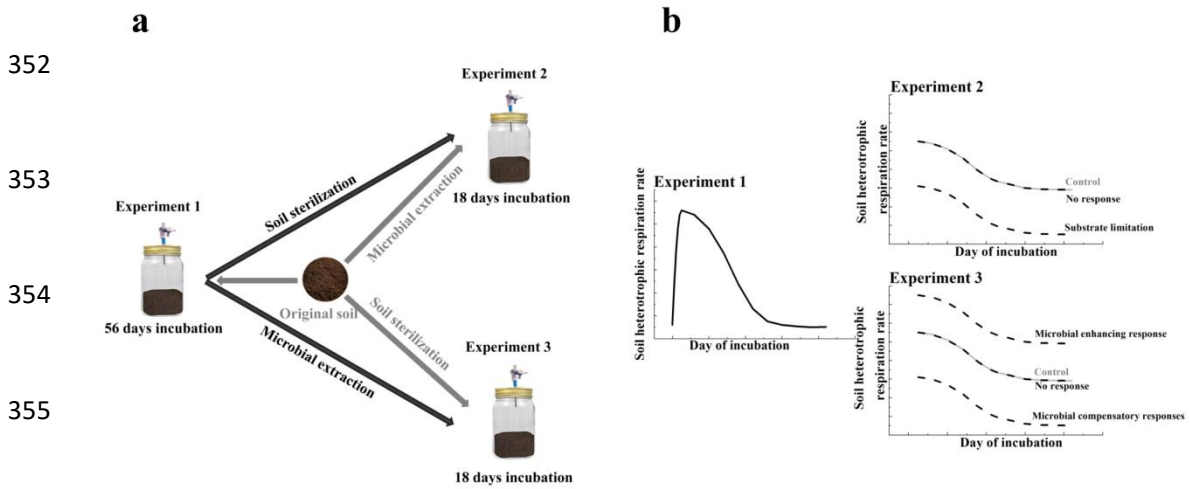 a
b
352
353
354
355
Experiment 1
56 days incubation
Soil sterilization
Microbial extraction
Original soil
Microbial extraction
Soil sterilization
Experiment 2
18 days incubation
Experiment 3
18 days incubation
Experiment 1
Soil heterotrophic respiration rate
Day of incubation
Experiment 2
Soil heterotrophic
respiration rate
Control
No response
Substrate limitation
Day of incubation
Experiment 3
Soil heterotrophic
respiration rate
Microbial enhancing response
Control
No response
Microbial compensatory responses
Day of incubation